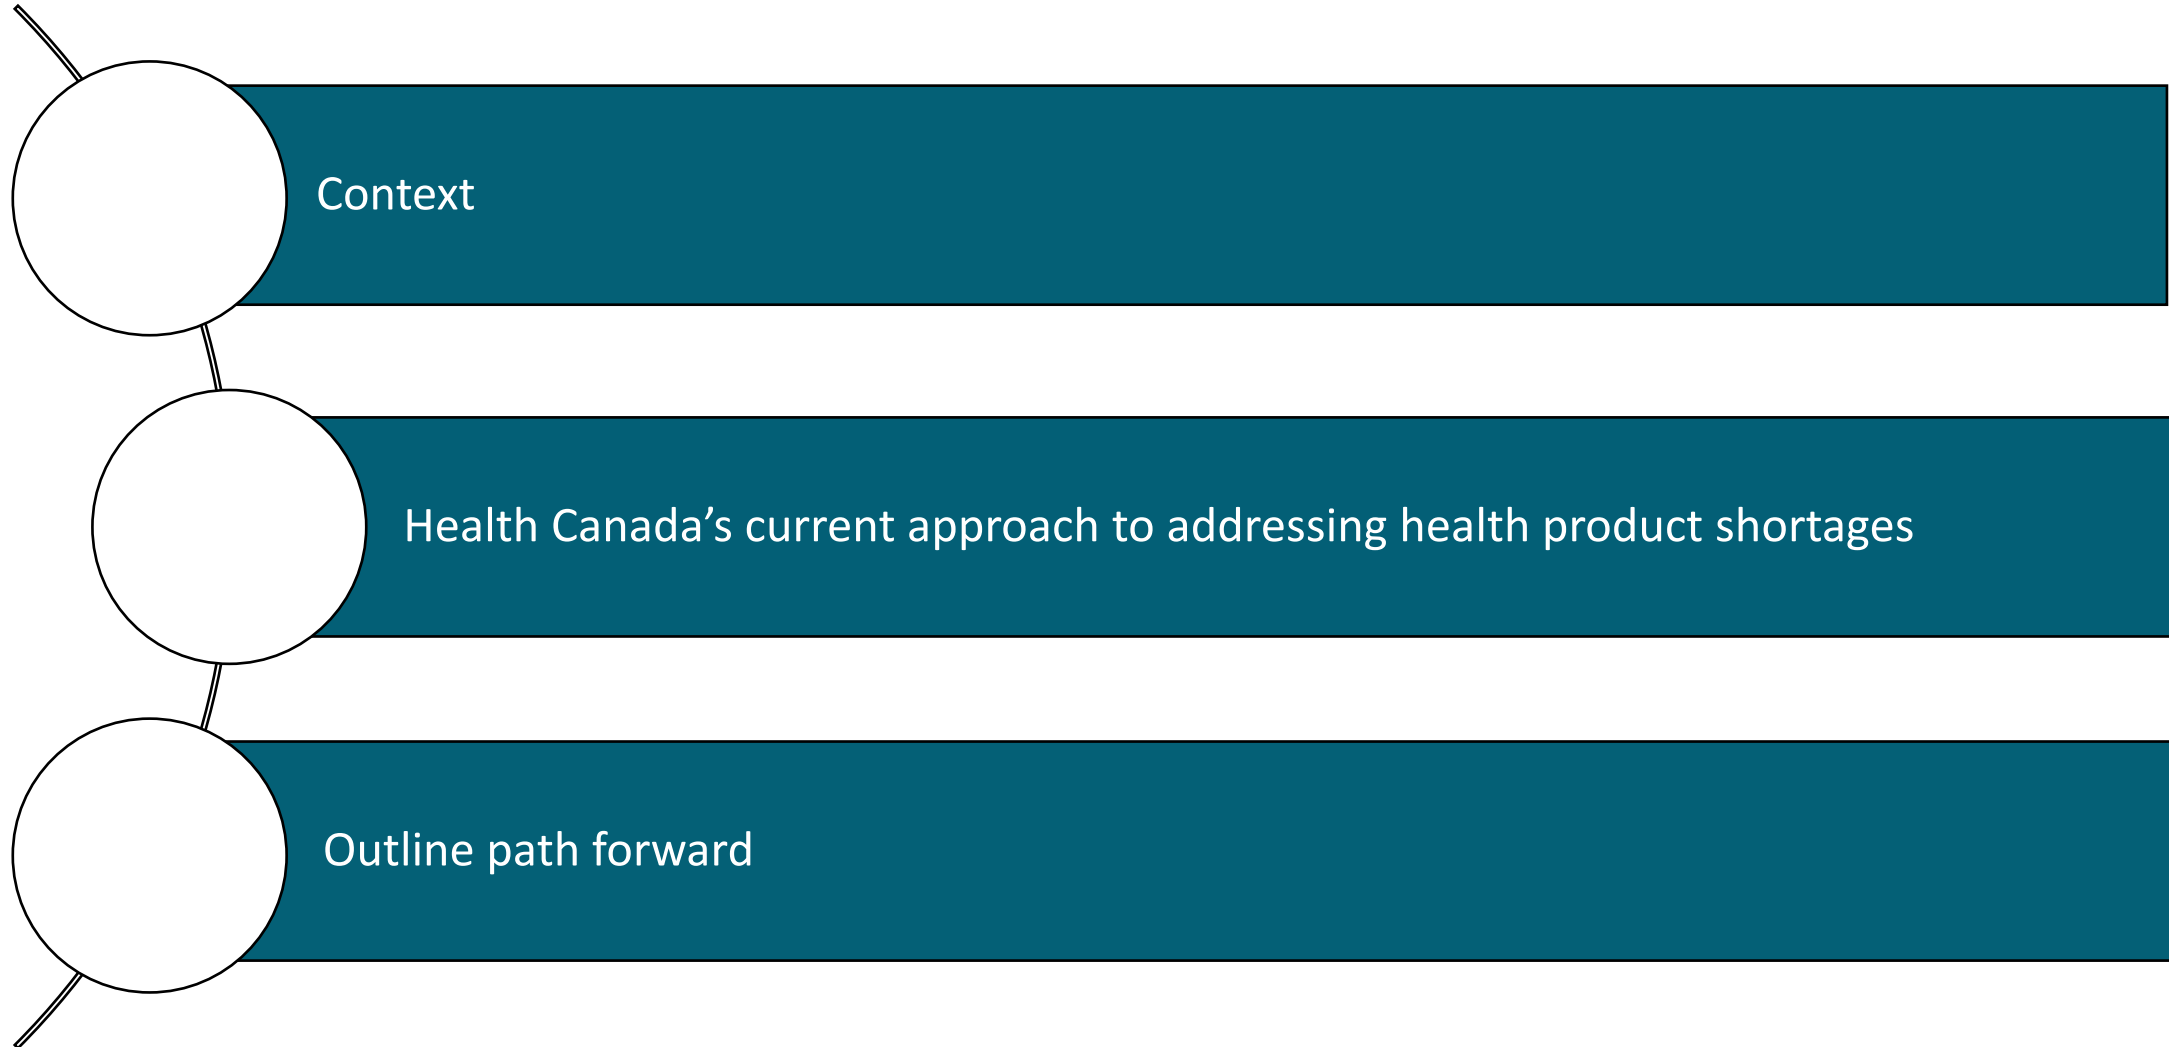 Context
Health Canada’s current approach to addressing health product shortages
Outline path forward